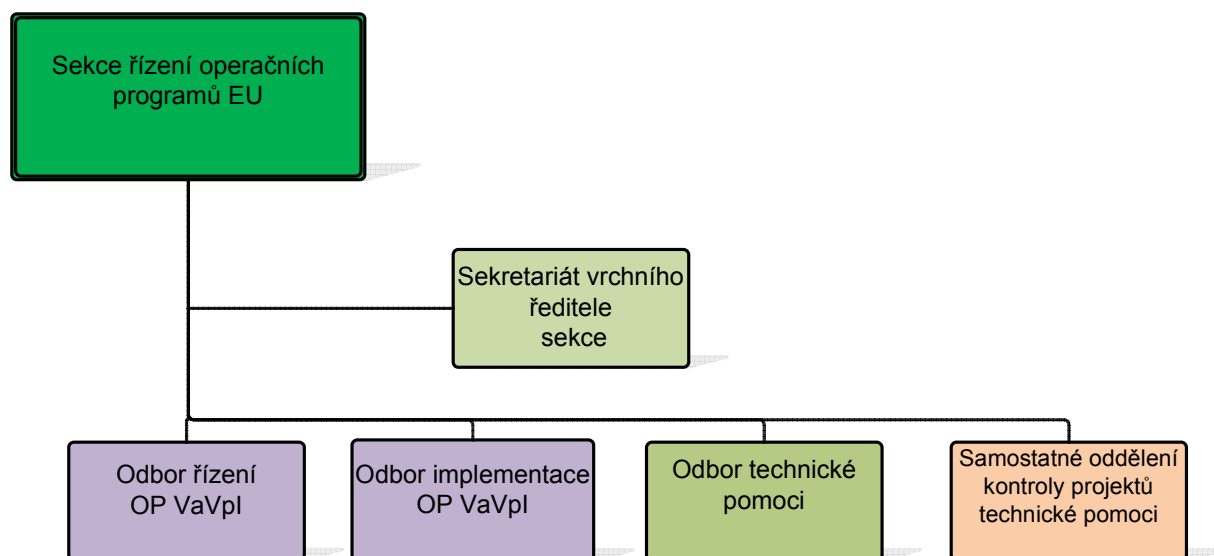 Sekce řízení operačních
programů EU
Sekretariát vrchního
ředitele
sekce
Odbor řízení
OP VaVpI
Odbor implementace
OP VaVpI
Odbor technické
pomoci
Samostatné oddělení
kontroly projektů
technické pomoci